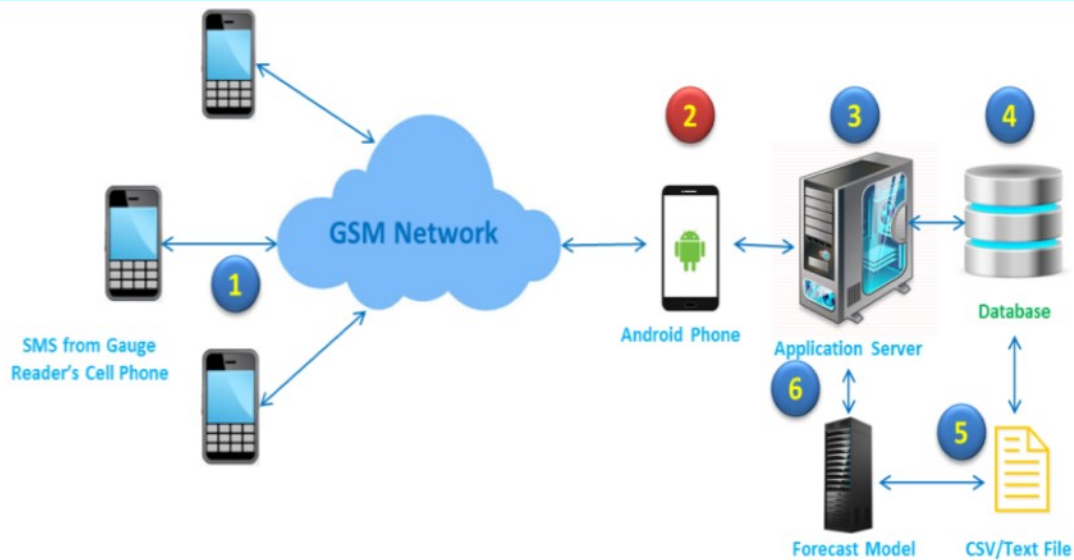 2
3
4
GSM Network
1
Database
SMS from Gauge
Reader's Cell Phone
Android Phone
Application Server
6
5
Forecast Model
CSV/Text File